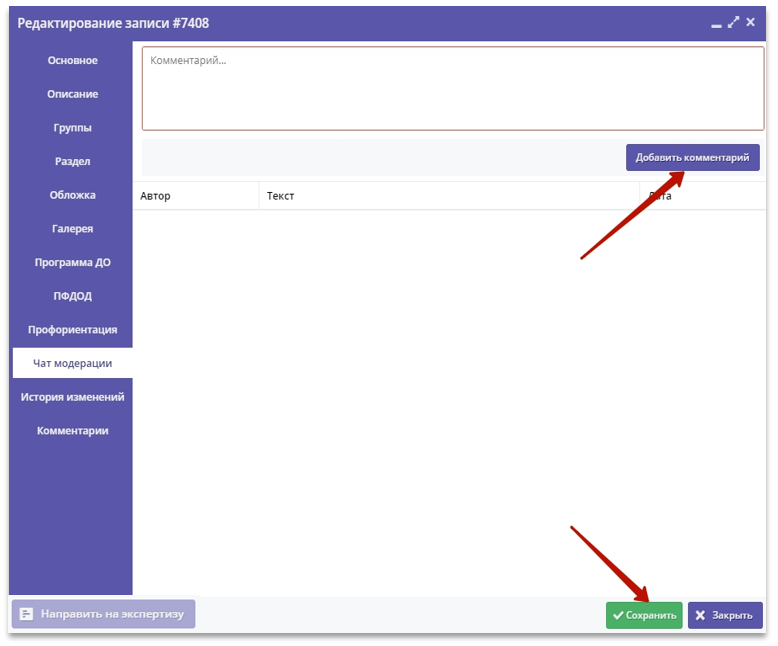 Редактирование записи #7408
Основное
Описание
Группы
Раздел
Обложка
Галерея
Программа ДО
ПФДОД
Профориентация
Чат модерации
История изменений
Комментарии
Комментарий...
Добавить комментарий
Автор Текст Дата
Направить на экспертизу
Сохранить
Закрыть